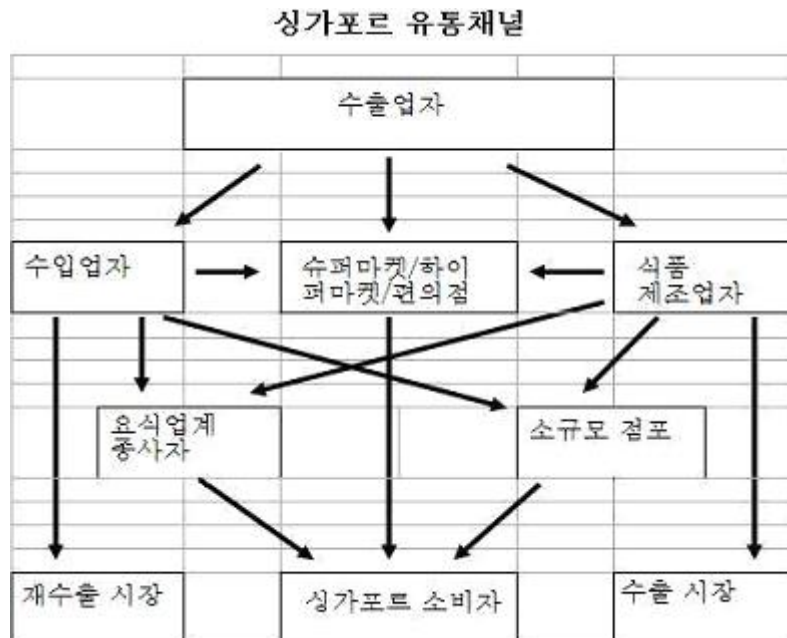 싱가포르 유통채널
수출업자
수입업자
슈퍼마켓/하이
퍼마켓/편의점
식품
제조업자
요식업계
종사자
소규모 점포
재수출 시장
싱가포르 소비자
수출 시장